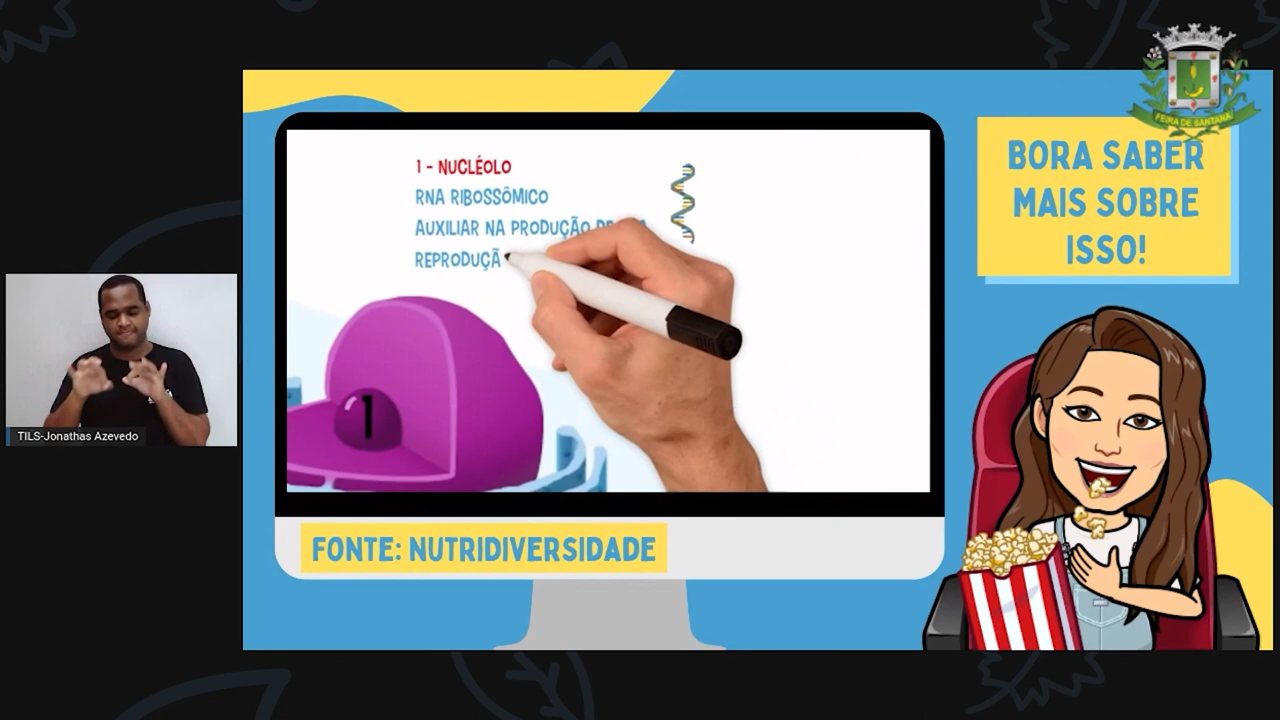 1 - NUCLÉOLO
RNA RIBOSSÔMICO
AUXILIAR NA PRODUÇÃO
REPRODUÇÃ
1
FONTE: NUTRIDIVERSIDADE
BORA SABER
MAIS SOBRE
ISSO!
FEIRA DE SANTANA
TILS-Jonathas Azevedo